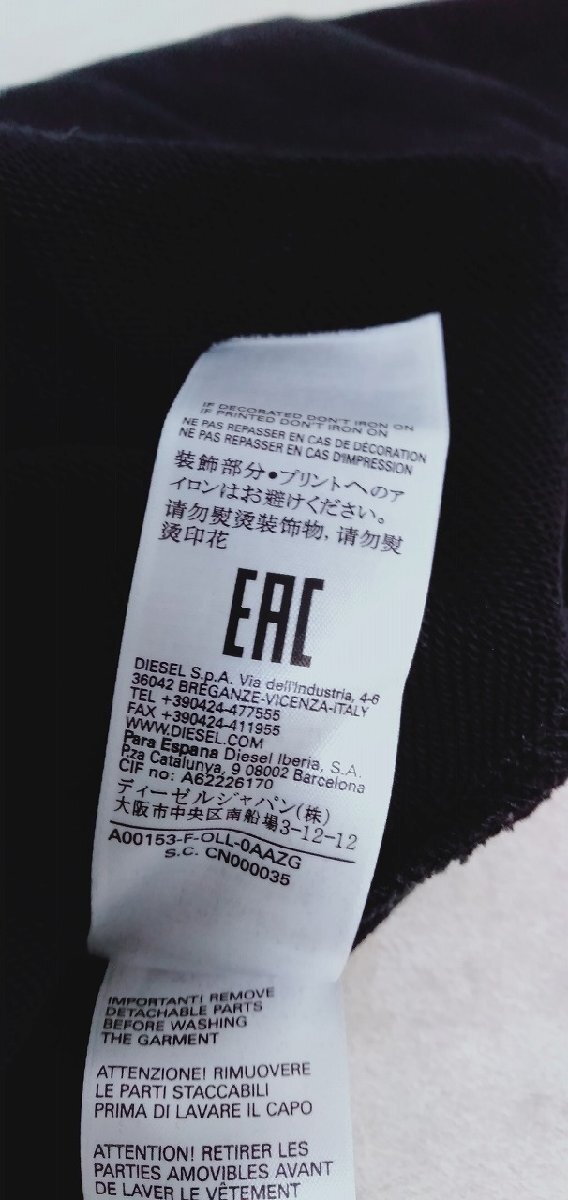 IF DECORATED DON'T IRON ON
IF PRINTED DON'T IRON ON
NE PAS REPASSER EN CAS DE DÉCORATION
NE PAS REPASSER EN CAS D'IMPRESSION
装飾部分●プリントへのア
イロンはお避けください。
请勿熨烫装饰物,请勿熨
烫印花
EAC
DIESEL S.p.A. Via dell'Industria, 4-6
36042 BREGANZE-VICENZA-ITALY
TEL +390424-477555
FAX +390424-411955
WWW.DIESEL.COM
Para Espana Diesel Iberia, S.A.
Pza Catalunya, 9 08002 Barcelona
CIF no: A62226170
ディーゼルジャパン(株)
大阪市中央区南船場3-12-12
A00153-F-OLL-0AAZG
S.C. CN000035
IMPORTANT! REMOVE
DETACHABLE PARTS
BEFORE WASHING
THE GARMENT
ATTENZIONE! RIMUOVERE
LE PARTI STACCABILI
PRIMA DI LAVARE IL CAPO
ATTENTION! RETIRER LES
PARTIES AMOVIBLES AVANT
DE LAVER LE VÊTEMENT